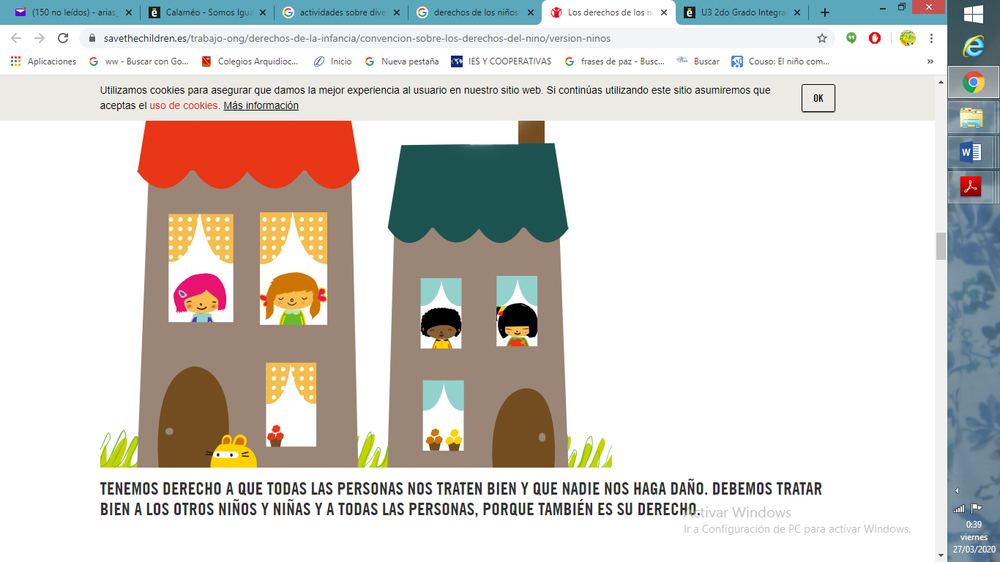 (150 no leídos) - arias_
Calaméo - Somos Igua
actividades sobre dive
derechos de los niños
Los derechos de los ni
U3 2do Grado Integra
savethechildren.es/trabajo-ong/derechos-de-la-infancia/convencion-sobre-los-derechos-del-nino/version-ninos
Aplicaciones
ww - Buscar con Go...
Colegios Arquidioc...
Inicio
Nueva pestaña
IES Y COOPERATIVAS
frases de paz - Busc...
Buscar
Couso: El niño com...
»
Utilizamos cookies para asegurar que damos la mejor experiencia al usuario en nuestro sitio web. Si continúas utilizando este sitio asumiremos que
aceptas el uso de cookies. Más información
OK
TENEMOS DERECHO A QUE TODAS LAS PERSONAS NOS TRATEN BIEN Y QUE NADIE NOS HAGA DAÑO. DEBEMOS TRATAR
BIEN A LOS OTROS NIÑOS Y NIÑAS Y A TODAS LAS PERSONAS, PORQUE TAMBIÉN ES SU DERECHO.
Activar Windows
Ir a Configuración de PC para activar Windows.
0:39
viernes
27/03/2020